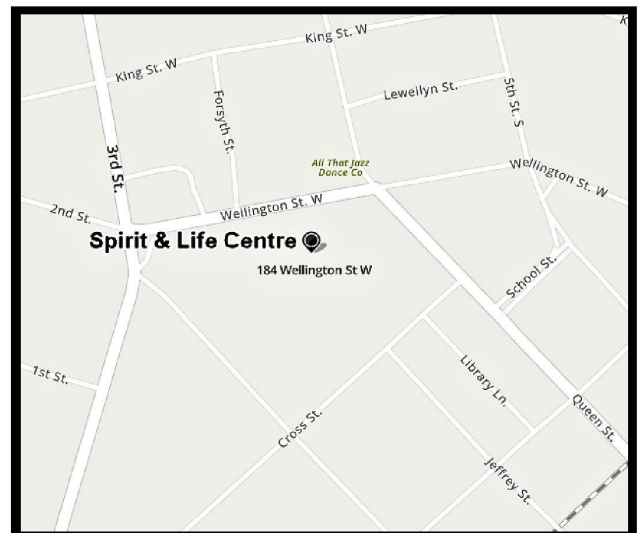 King St. W
King St. W
Lewellyn St.
5th St. S
Forsyth St.
3rd St.
All That Jazz
Dance Co
Wellington St. W
Wellington St. W
2nd St.
Spirit & Life Centre
184 Wellington St W
School St.
1st St.
Library Ln.
Cross St.
Queen St.
Jeffrey St.